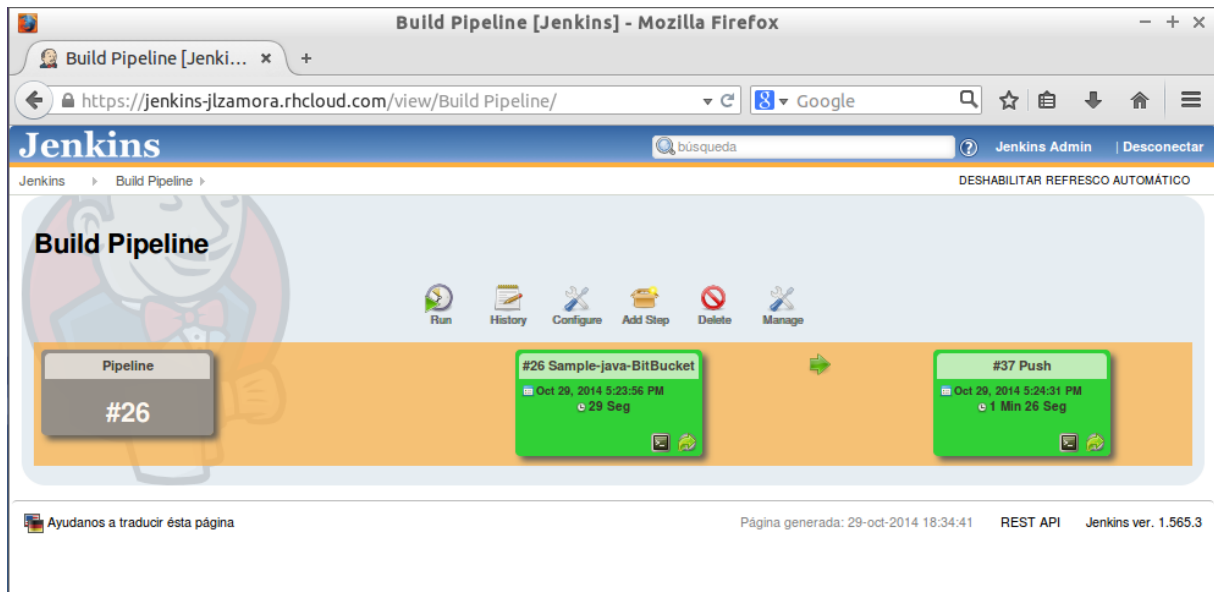 Build Pipeline [Jenkins] - Mozilla Firefox
Build Pipeline [Jenki...
https://jenkins-jlzamora.rhcloud.com/view/Build Pipeline/
Google
Jenkins
búsqueda
Jenkins Admin | Desconectar
Jenkins Build Pipeline
DESHABILITAR REFRESCO AUTOMÁTICO
Build Pipeline
Run History Configure Add Step Delete Manage
Pipeline
#26
#26 Sample-java-BitBucket
Oct 29, 2014 5:23:56 PM
29 Seg
#37 Push
Oct 29, 2014 5:24:31 PM
1 Min 26 Seg
Ayudanos a traducir ésta página
Página generada: 29-oct-2014 18:34:41 REST API Jenkins ver. 1.565.3